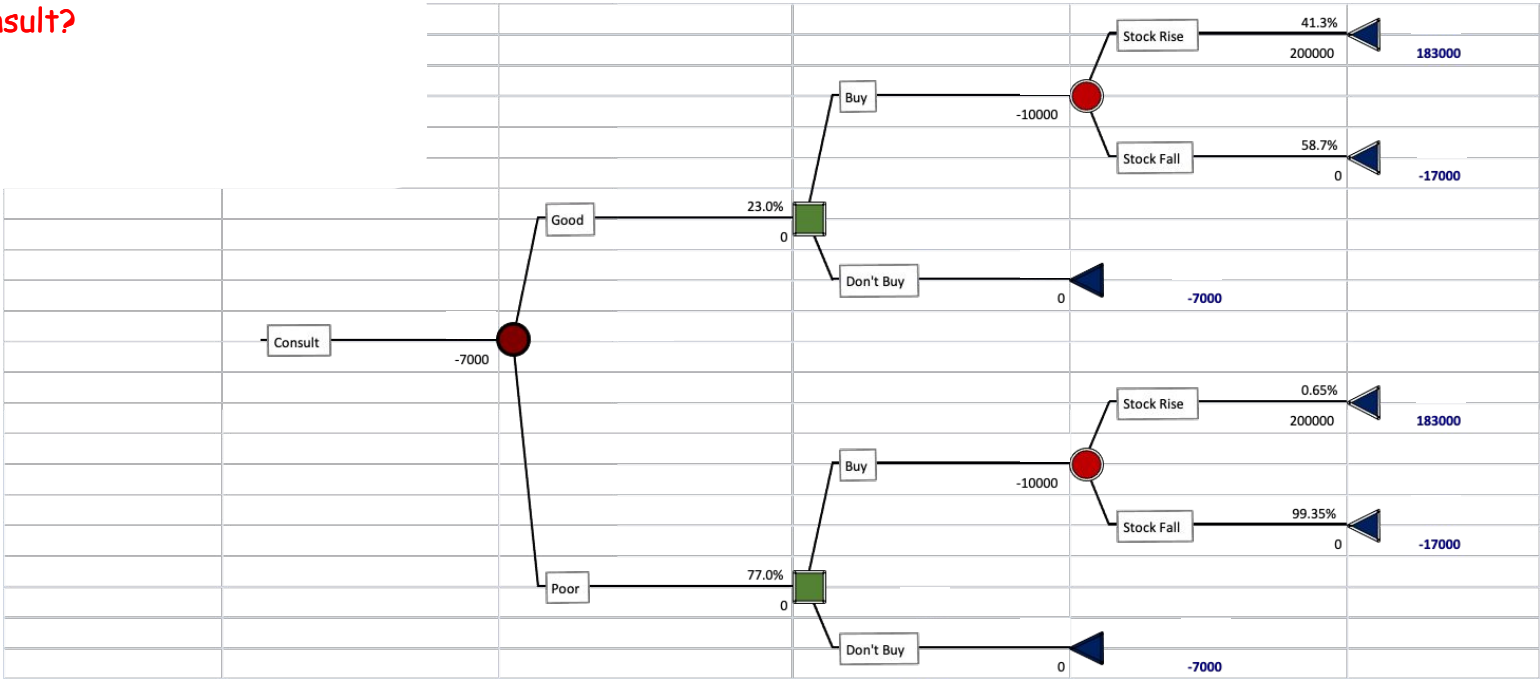 sult?
Stock Rise
41.3%
200000
183000
Buy
-10000
Stock Fall
58.7%
0
-17000
Good
23.0%
0
Don't Buy
0
-7000
Consult
-7000
Stock Rise
0.65%
200000
183000
Buy
-10000
Stock Fall
99.35%
0
-17000
Poor
77.0%
0
Don't Buy
0
-7000